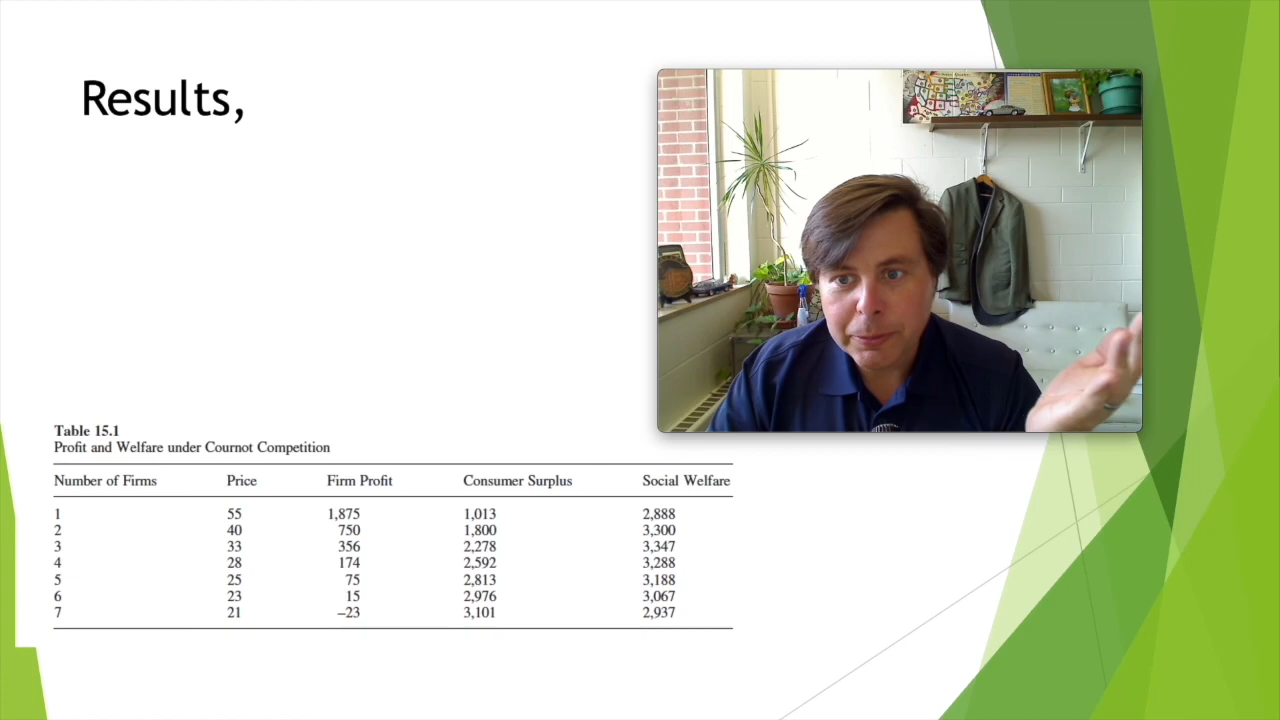 Results,
Table 15.1
Profit and Welfare under Cournot Competition
Number of Firms Price Firm Profit Consumer Surplus Social Welfare
1 55 1,875 1,013 2,888
2 40 750 1,800 3,300
3 33 356 2,278 3,347
4 28 174 2,592 3,288
5 25 75 2,813 3,188
6 23 15 2,976 3,067
7 21 –23 3,101 2,937